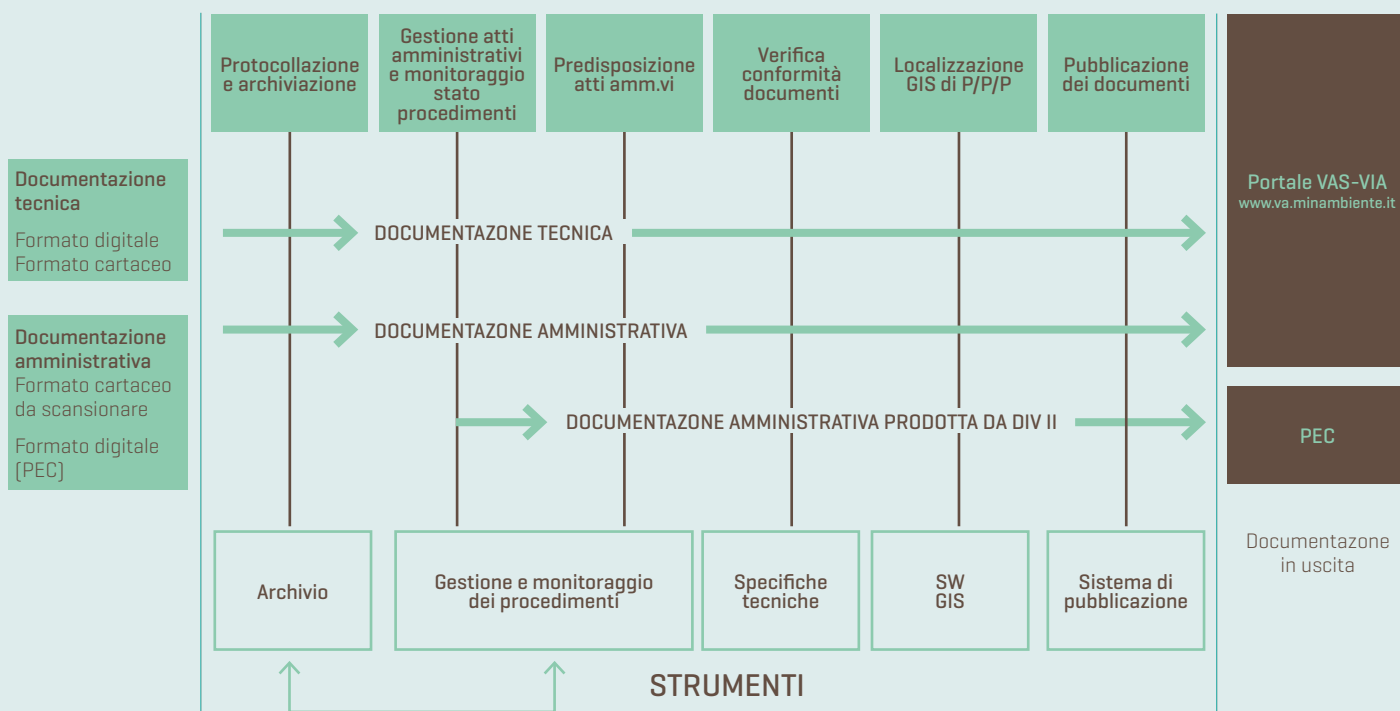 Protocollazione
e archiviazione
Gestione atti
amministrativi
e monitoraggio
stato
procedimenti
Predisposizione
atti amm.vi
Verifica
conformità
documenti
Localizzazione
GIS di P/P/P
Pubblicazione
dei documenti
Documentazione
tecnica
Formato digitale
Formato cartaceo
Documentazione
amministrativa
Formato cartaceo
da scansionare
Formato digitale
(PEC)
DOCUMENTAZONE TECNICA
DOCUMENTAZONE AMMINISTRATIVA
DOCUMENTAZONE AMMINISTRATIVA PRODOTTA DA DIV II
Portale VAS-VIA
www.va.minambiente.it
PEC
Documentazone
in uscita
Archivio
Gestione e monitoraggio
dei procedimenti
Specifiche
tecniche
SW
GIS
Sistema di
pubblicazione
STRUMENTI